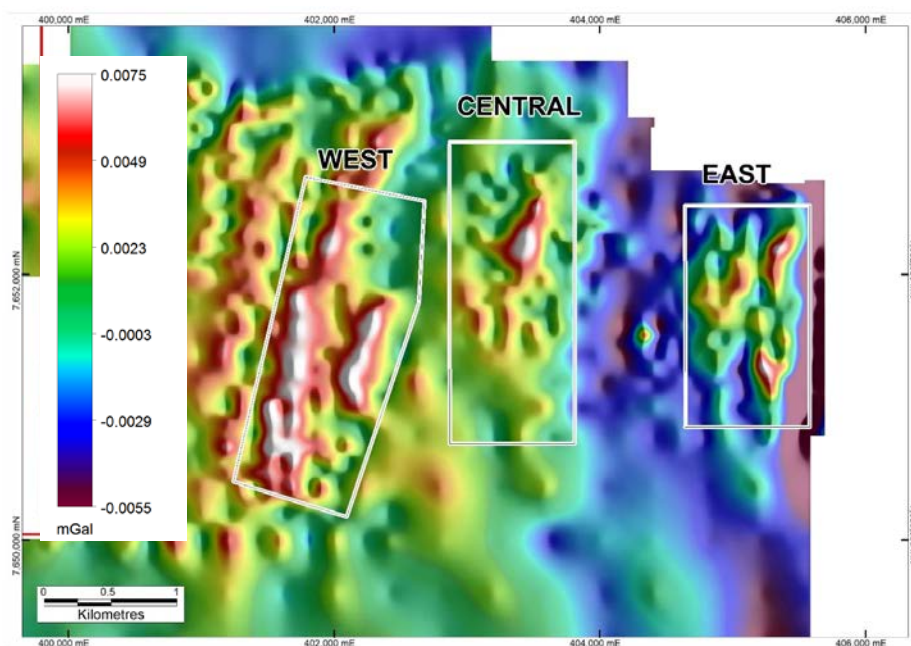 400,000 mE 402,000 mE 404,000 mE 406,000 mE
0.0075
0.0049
0.0023
-0.0003
-0.0029
-0.0055
mGal
CENTRAL
WEST
EAST
7,652,000 mN
7,650,000 mN
0 0.5 1
Kilometres
400,000 mE 402,000 mE 404,000 mE 406,000 mE